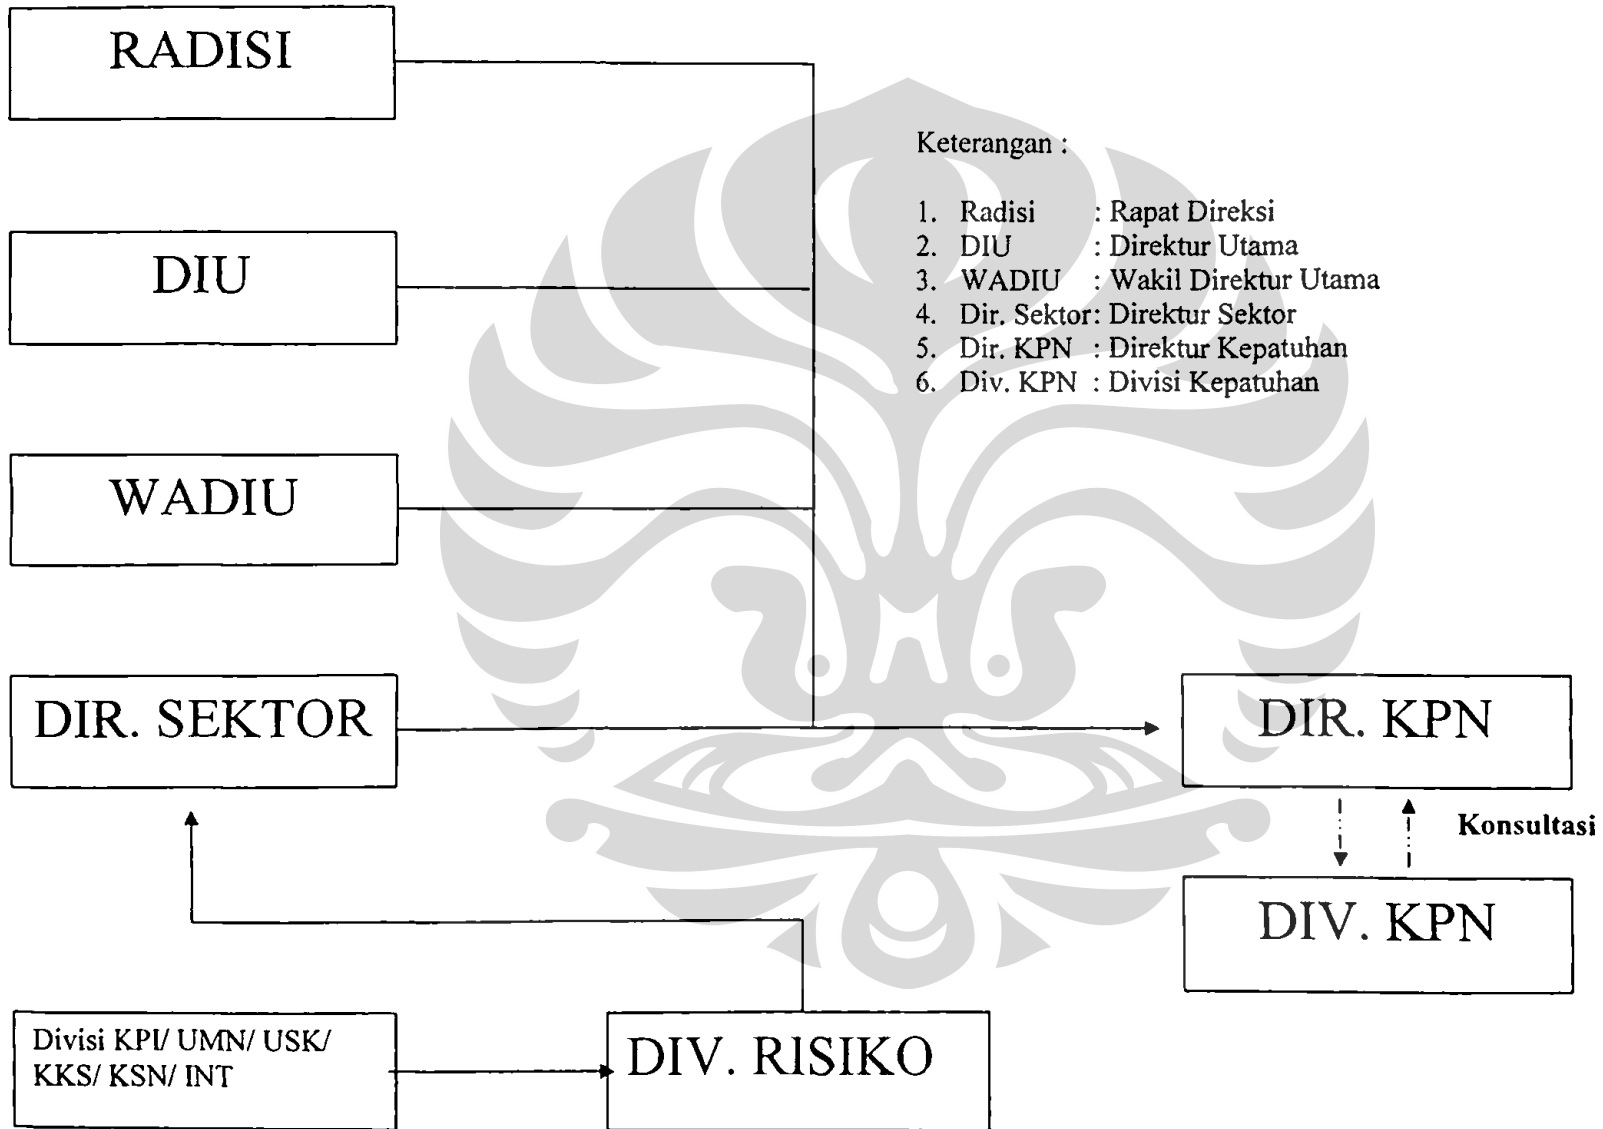 RADISI
Keterangan :
1. Radisi : Rapat Direksi
2. DIU : Direktur Utama
3. WADIU : Wakil Direktur Utama
4. Dir. Sektor: Direktur Sektor
5. Dir. KPN : Direktur Kepatuhan
6. Div. KPN : Divisi Kepatuhan
DIU
WADIU
DIR. SEKTOR
DIR. KPN
Konsultasi
DIV. KPN
Divisi KPI/ UMN/ USK/
KKS/ KSN/ INT
DIV. RISIKO